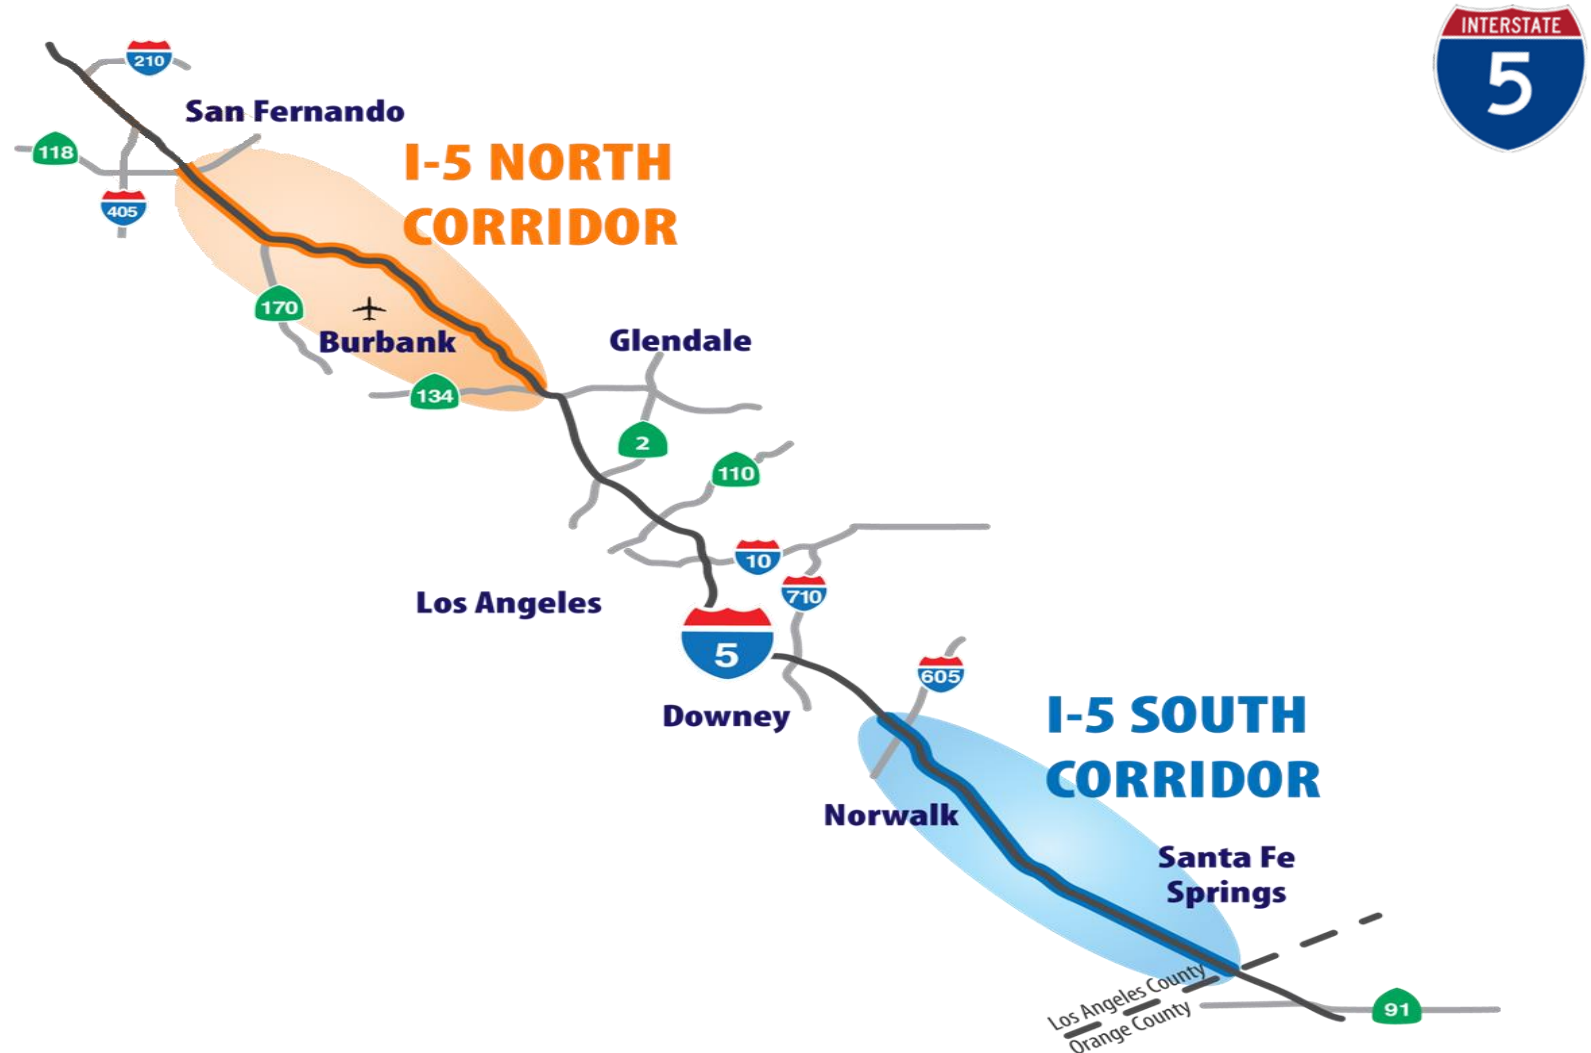 INTERSTATE
5
210
San Fernando
118
I-5 NORTH
CORRIDOR
405
170
Burbank
Glendale
134
2
110
10
Los Angeles
710
5
605
Downey
I-5 SOUTH
CORRIDOR
Norwalk
Santa Fe
Springs
Los Angeles County
Orange County
91